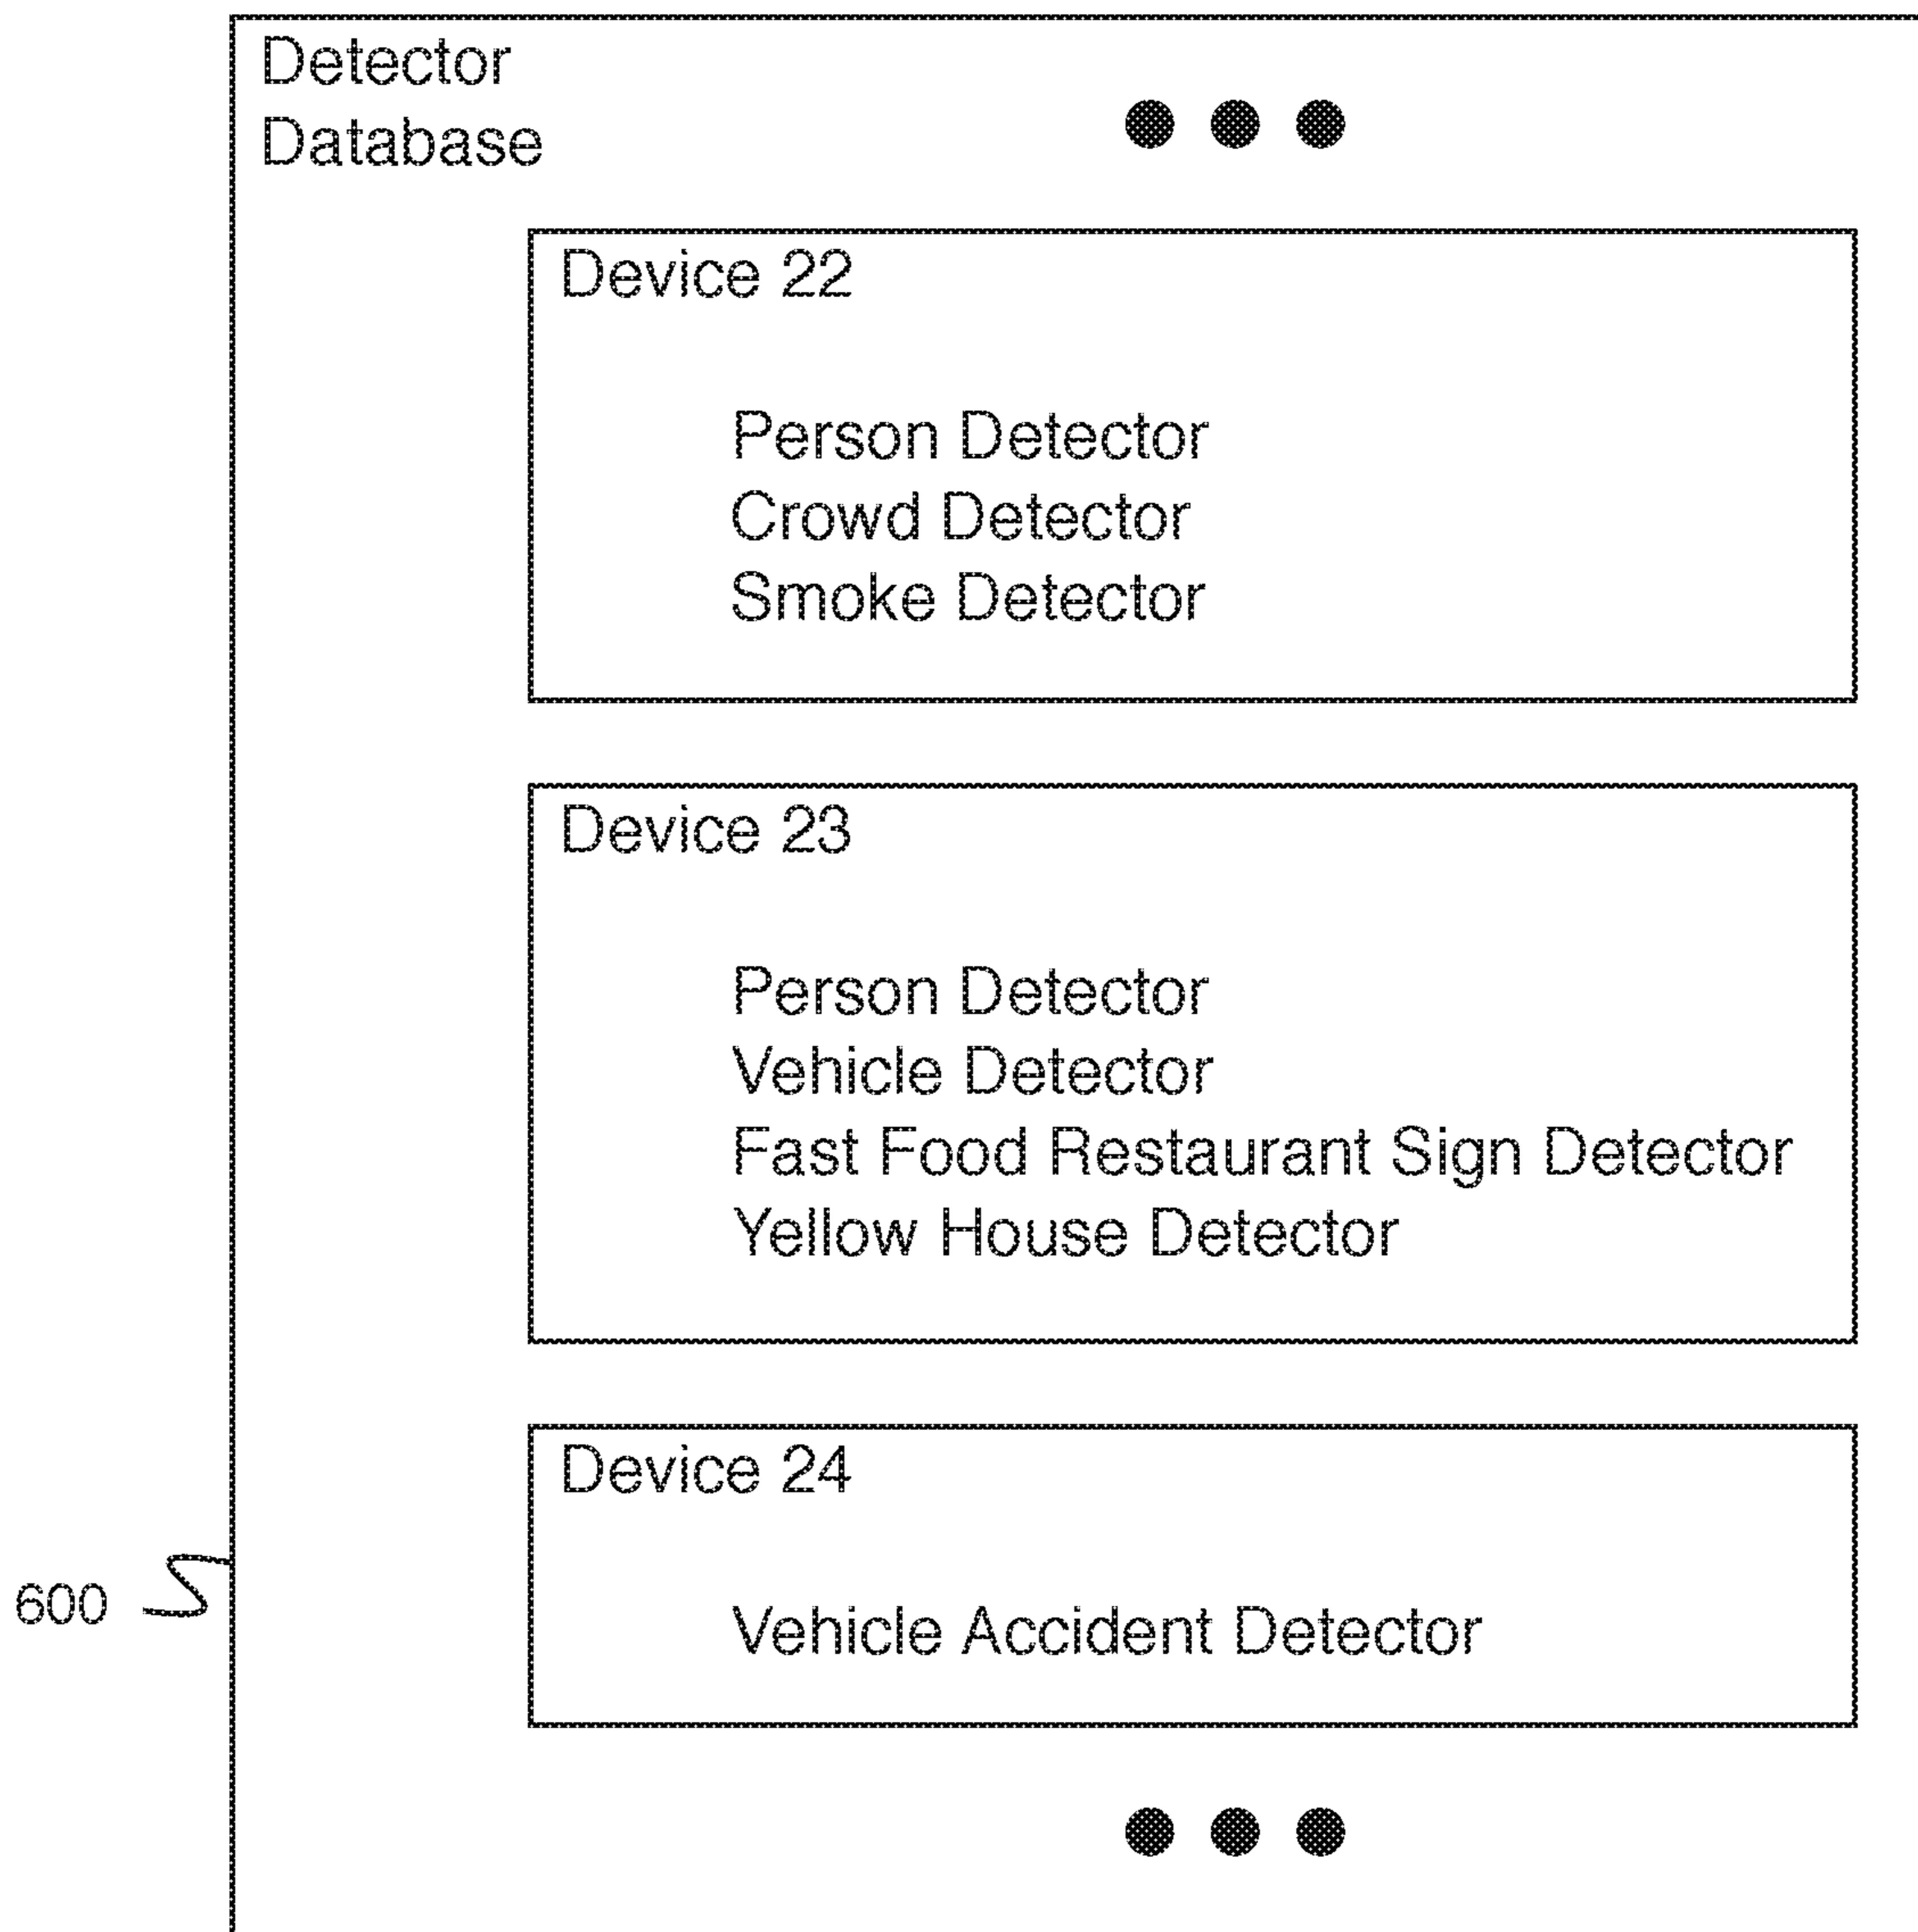 Detector
Database
Device 22
Person Detector
Crowd Detector
Smoke Detector
Device 23
Person Detector
Vehicle Detector
Fast Food Restaurant Sign Detector
Yellow House Detector
Device 24
Vehicle Accident Detector
600